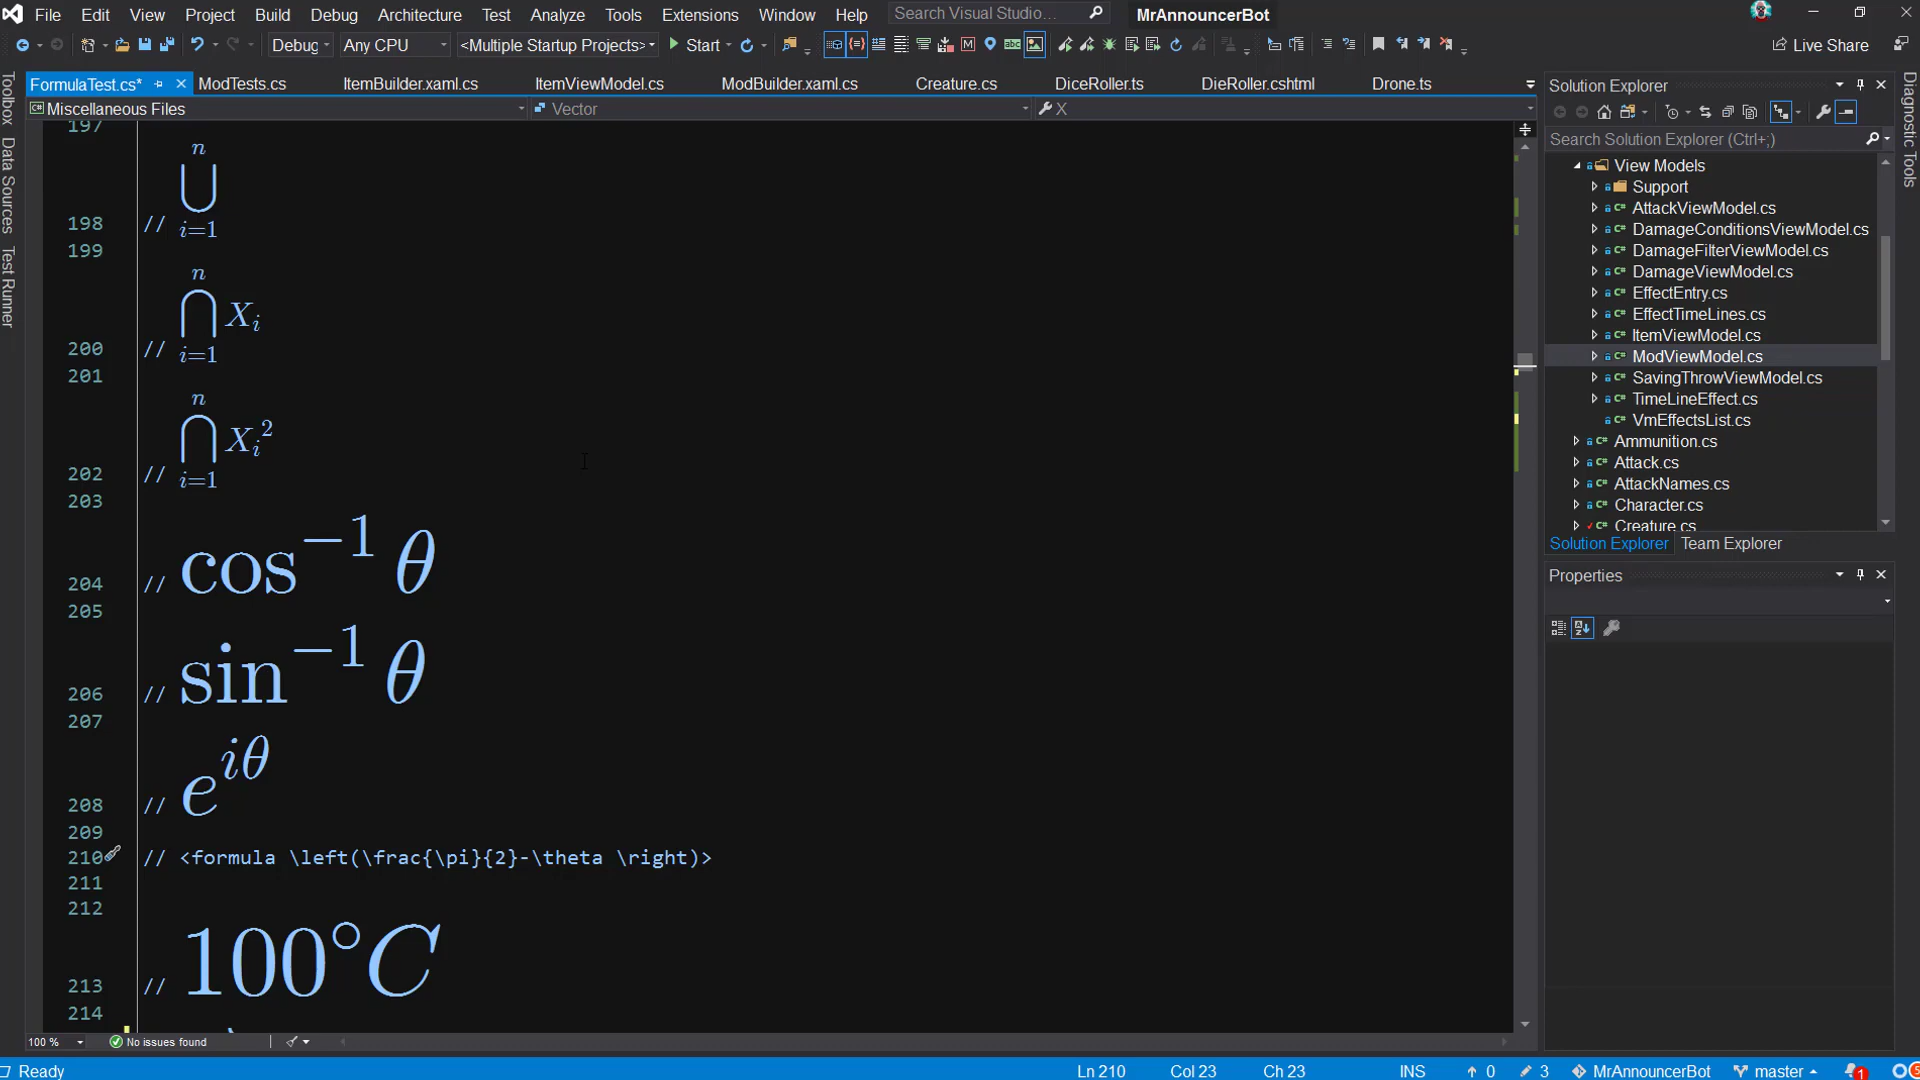 File Edit View Project Build Debug Architecture Test Analyze Tools Extensions Window Help Search Visual Studio... MrAnnouncerBot
Debug Any CPU <Multiple Startup Projects> Start Live Share
FormulaTest.cs* ModTests.cs ItemBuilder.xaml.cs ItemViewModel.cs ModBuilder.xaml.cs Creature.cs DiceRoller.ts DieRoller.cshtml Drone.ts
Miscellaneous Files Vector X
Toolbox
Data Sources
Test Runner
197
n
⋃
198 // i=1
199
n
⋂ Xᵢ
200 // i=1
201
n
⋂ Xᵢ²
202 // i=1
203
204 // cos⁻¹ θ
205
206 // sin⁻¹ θ
207
208 // e^{iθ}
209
210 // <formula \left(\frac{\pi}{2}-\theta \right)>
211
212
213 // 100°C
214
100 % No issues found
Solution Explorer
Search Solution Explorer (Ctrl+;)
View Models
Support
AttackViewModel.cs
DamageConditionsViewModel.cs
DamageFilterViewModel.cs
DamageViewModel.cs
EffectEntry.cs
EffectTimeLines.cs
ItemViewModel.cs
ModViewModel.cs
SavingThrowViewModel.cs
TimeLineEffect.cs
VmEffectsList.cs
Ammunition.cs
Attack.cs
AttackNames.cs
Character.cs
Creature.cs
Solution Explorer Team Explorer
Properties
Diagnostic Tools
Ready Ln 210 Col 23 Ch 23 INS 0 3 MrAnnouncerBot master 1